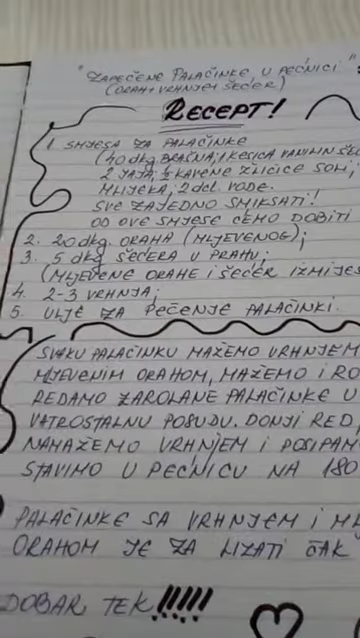 "ZAPEČENE PALAČINKE U PEĆNICI":
(ORAH + VRHNJE + ŠEĆER)
RECEPT!
1. SMJESA ZA PALAČINKE
(40 dkg. BRAŠNA, 1 KESICA VANILIN ŠE
2 JAJA, ½ KAVENE ŽLIČICE SOLI,
MLIJEKA, 2 dcl. VODE.
SVE ZAJEDNO SMIKSATI!
OD OVE SMJESE ĆEMO DOBITI
2. 20 dkg. ORAHA (MLJEVENOG);
3. 5 dkg ŠEĆERA U PRAHU;
(MLJEVENE ORAHE I ŠEĆER IZMIJEŠ
4. 2-3 VRHNJA;
5. ULJE ZA PEČENJE PALAČINKI.
SVAKU PALAČINKU MAŽEMO VRHNJEM
MLJEVENIM ORAHOM, MAŽEMO I RO
REDAMO ZAROLANE PALAČINKE U
VATROSTALNU POSUDU. DONJI RED,
NAMAŽEMO VRHNJEM I POSIPAM
STAVIMO U PEĆNICU NA 180
PALAČINKE SA VRHNJEM I ML
ORAHOM JE ZA LIZATI ČAK
DOBAR TEK!!!!!